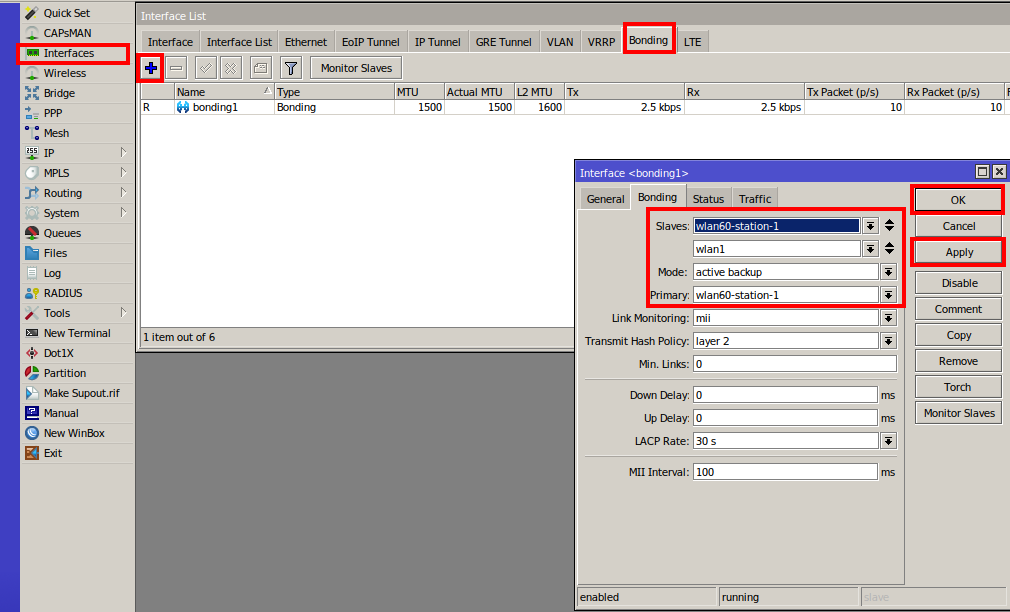 Quick Set
CAPsMAN
Interfaces
Wireless
Bridge
PPP
Mesh
IP
MPLS
Routing
System
Queues
Files
Log
RADIUS
Tools
New Terminal
Dot1X
Partition
Make Supout.rif
Manual
New WinBox
Exit
Interface List
Interface Interface List Ethernet EoIP Tunnel IP Tunnel GRE Tunnel VLAN VRRP Bonding LTE
Monitor Slaves
Name Type MTU Actual MTU L2 MTU Tx Rx Tx Packet (p/s) Rx Packet (p/s) F
R bonding1 Bonding 1500 1500 1600 2.5 kbps 2.5 kbps 10 10
1 item out of 6
Interface <bonding1>
General Bonding Status Traffic
Slaves: wlan60-station-1
wlan1
Mode: active backup
Primary: wlan60-station-1
Link Monitoring: mii
Transmit Hash Policy: layer 2
Min. Links: 0
Down Delay: 0 ms
Up Delay: 0 ms
LACP Rate: 30 s
MII Interval: 100 ms
OK
Cancel
Apply
Disable
Comment
Copy
Remove
Torch
Monitor Slaves
enabled running slave